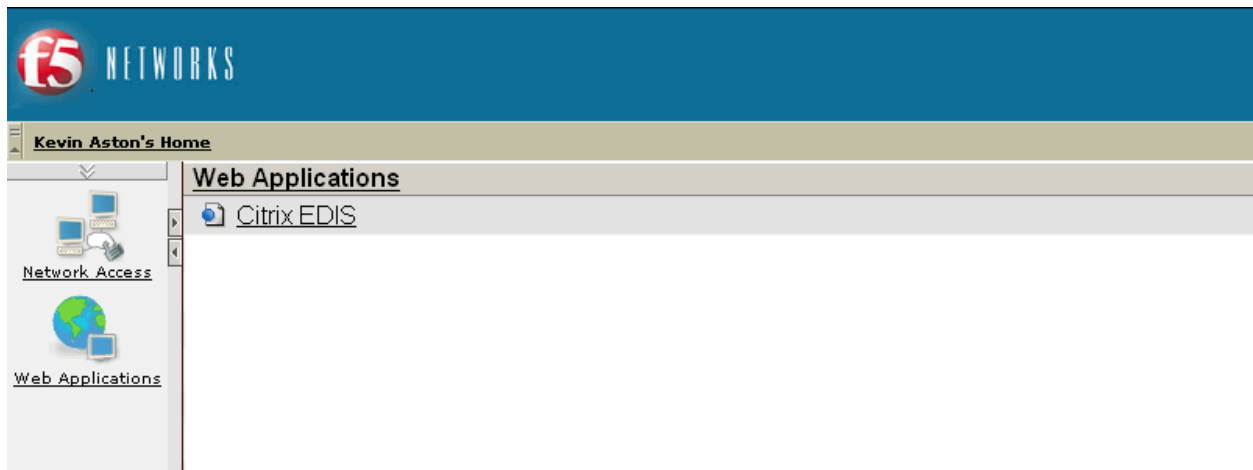 f5 NETWORKS
Kevin Aston's Home
Web Applications
Citrix EDIS
Network Access
Web Applications